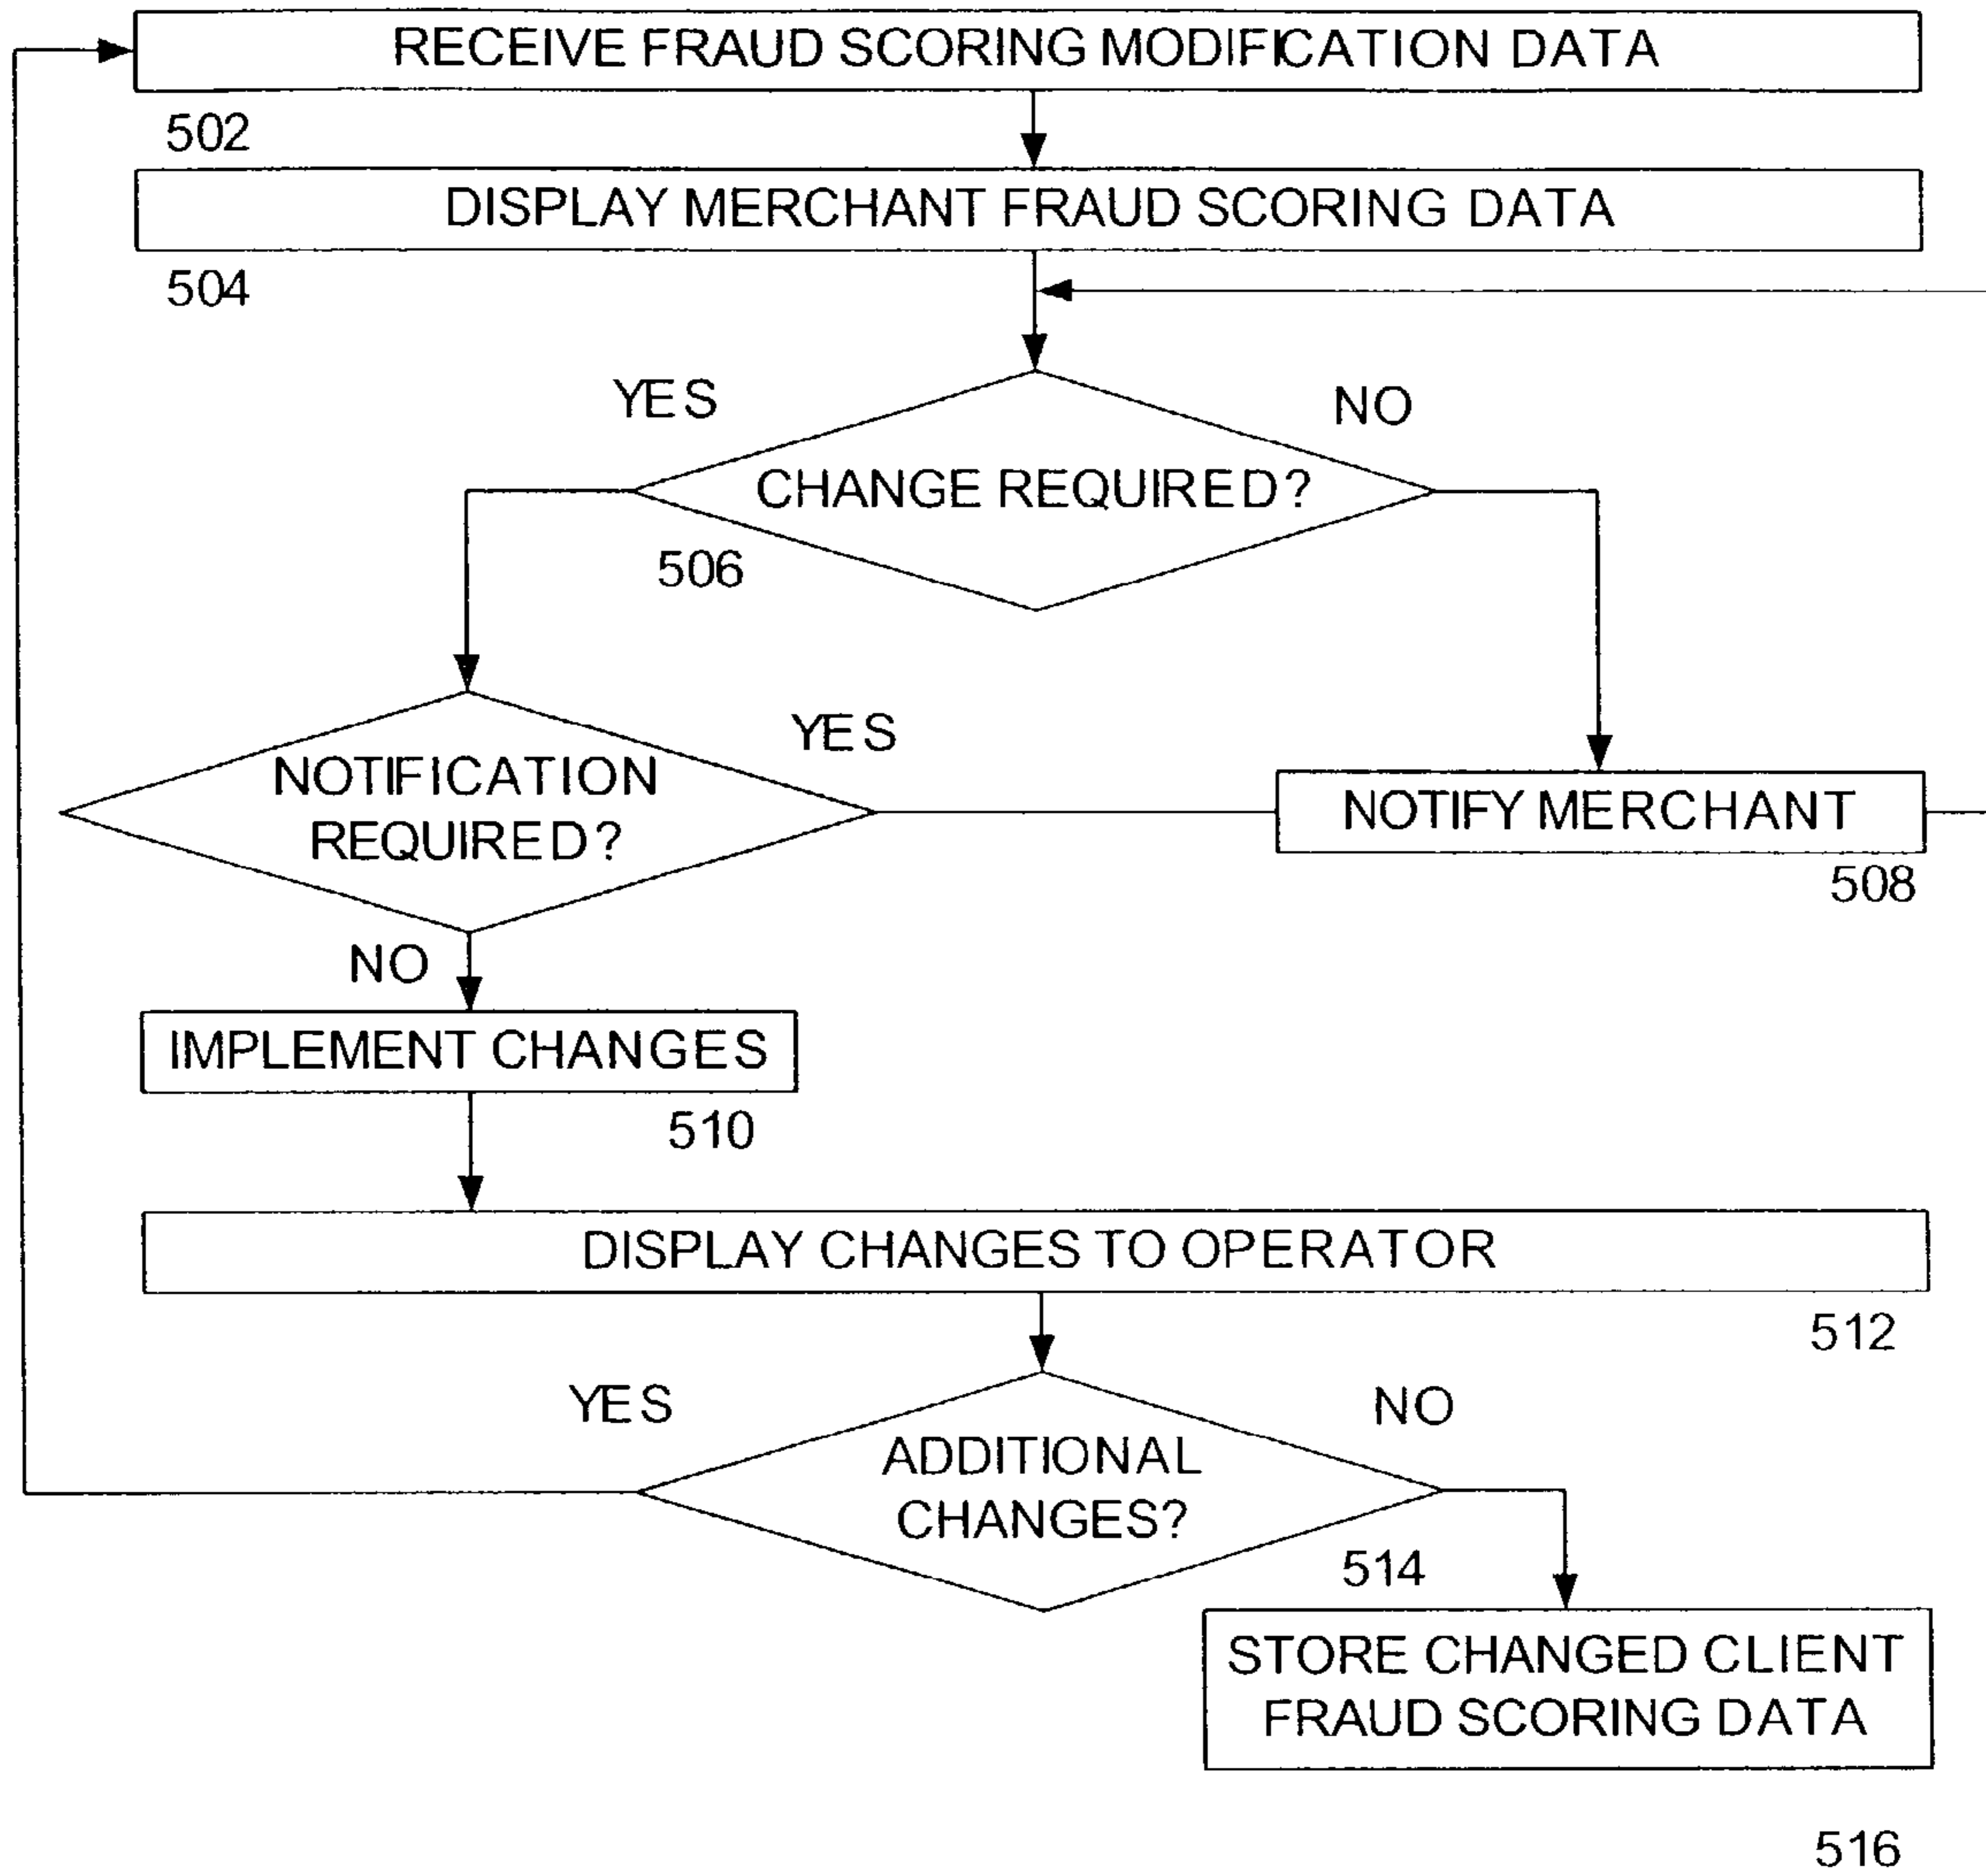 RECEIVE FRAUD SCORING MODIFICATION DATA
502
DISPLAY MERCHANT FRAUD SCORING DATA
504
YES
NO
CHANGE REQUIRED?
506
YES
NOTIFICATION
REQUIRED?
NOTIFY MERCHANT
508
NO
IMPLEMENT CHANGES
510
DISPLAY CHANGES TO OPERATOR
512
YES
NO
ADDITIONAL
CHANGES?
514
STORE CHANGED CLIENT
FRAUD SCORING DATA
516